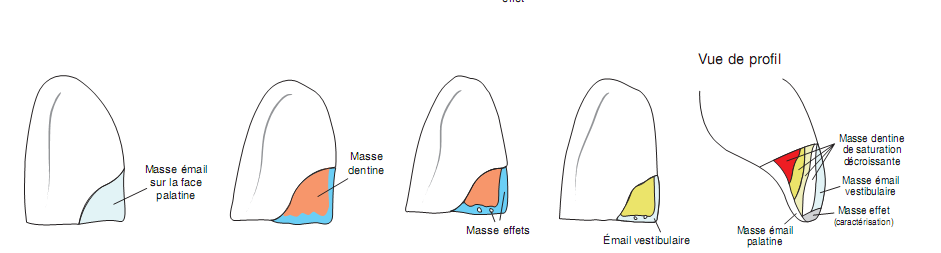 effet
Vue de profil
Masse émail
sur la face
palatine
Masse
dentine
Masse effets
Émail vestibulaire
Masse dentine
de saturation
décroissante
Masse émail
vestibulaire
Masse effet
(caractérisation)
Masse émail
palatine